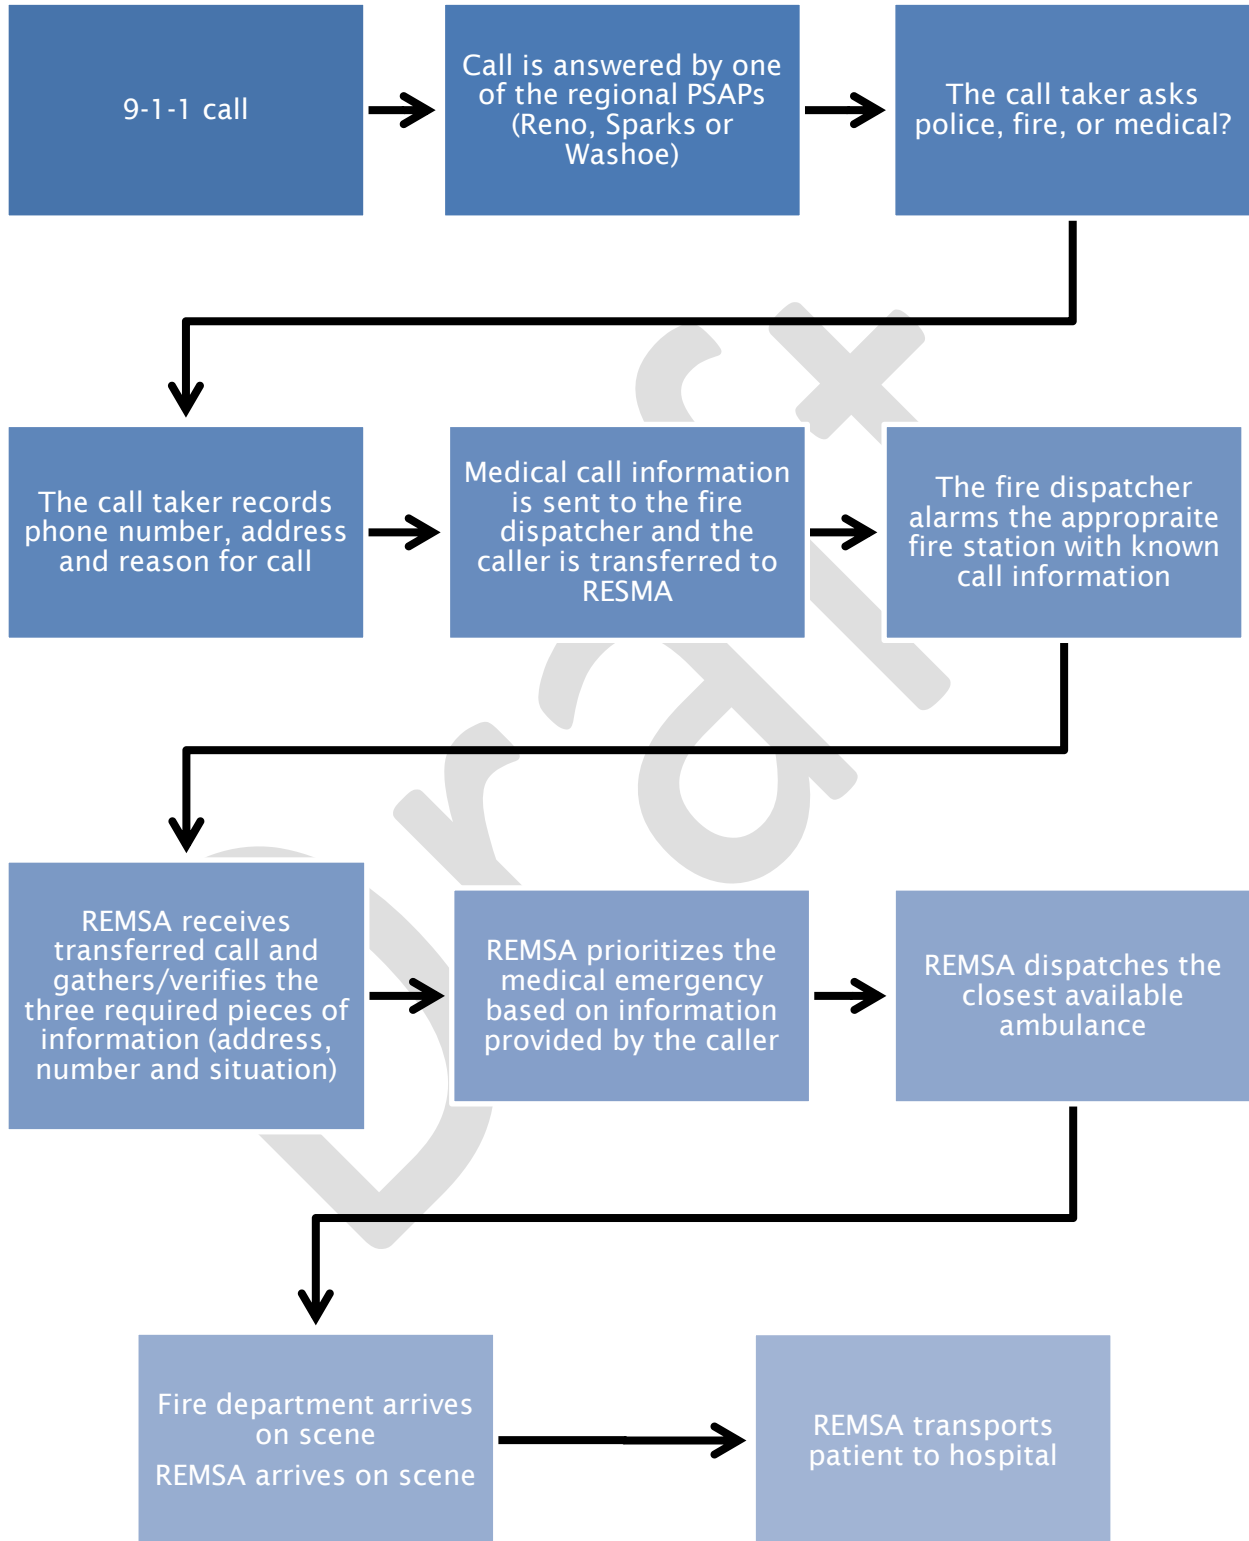 9-1-1 call
Call is answered by one
of the regional PSAPs
(Reno, Sparks or
Washoe)
The call taker asks
police, fire, or medical?
The call taker records
phone number, address
and reason for call
Medical call information
is sent to the fire
dispatcher and the
caller is transferred to
RESMA
The fire dispatcher
alarms the appropraite
fire station with known
call information
REMSA receives
transferred call and
gathers/verifies the
three required pieces of
information (address,
number and situation)
REMSA prioritizes the
medical emergency
based on information
provided by the caller
REMSA dispatches the
closest available
ambulance
Fire department arrives
on scene
REMSA arrives on scene
REMSA transports
patient to hospital
Draft